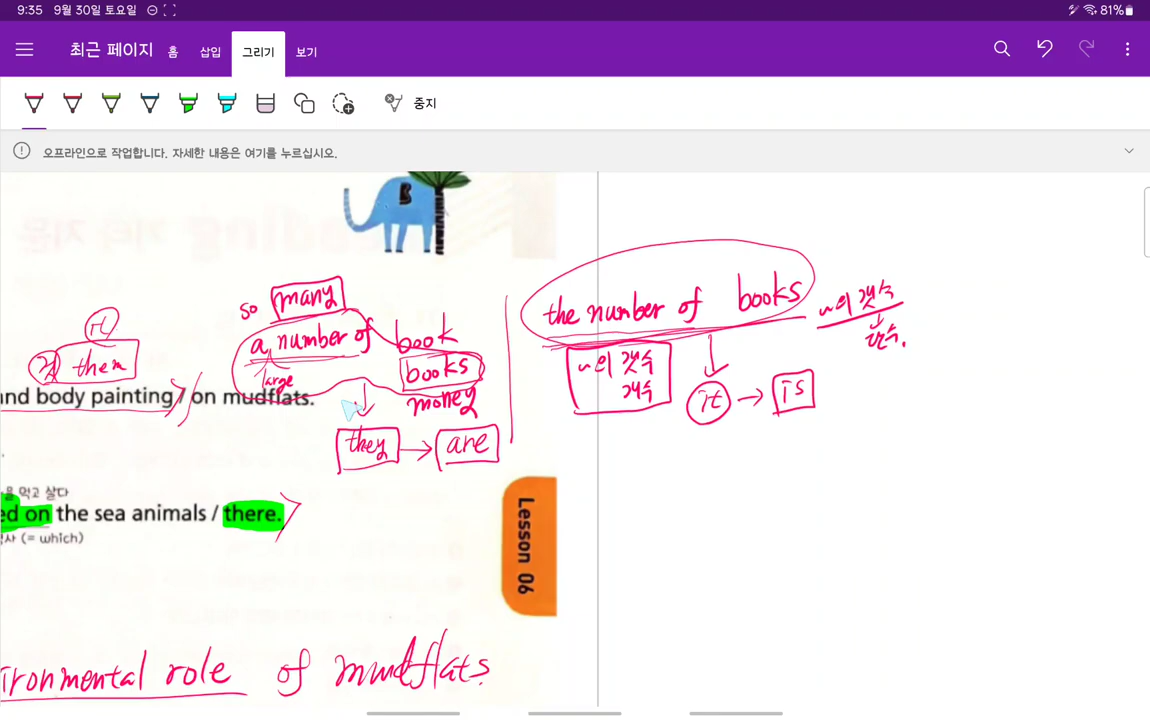 9:35 9월 30일 토요일 81%
최근 페이지 홈 삽입 그리기 보기
중지
오프라인으로 작업합니다. 자세한 내용은 여기를 누르십시오.
B
so many
a number of book
large
books
money
they → are
the number of books
~의 갯수
단수.
~의 갯수
개수
it → is
it
them
and body painting / on mudflats.
을 먹고 살다
ed on the sea animals / there.
사 (= which)
Lesson 06
ironmental role of mudflats.